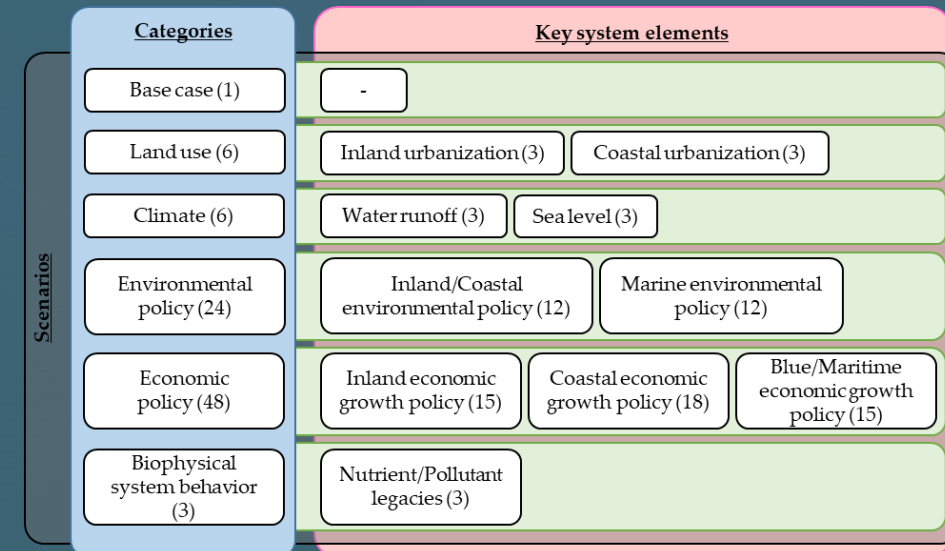 Categories
Key system elements
Scenarios
Base case (1)
-
Land use (6)
Inland urbanization (3)
Coastal urbanization (3)
Climate (6)
Water runoff (3)
Sea level (3)
Environmental
policy (24)
Inland/Coastal
environmental policy (12)
Marine environmental
policy (12)
Economic
policy (48)
Inland economic
growth policy (15)
Coastal economic
growth policy (18)
Blue/Maritime
economic growth
policy (15)
Biophysical
system behavior
(3)
Nutrient/Pollutant
legacies (3)